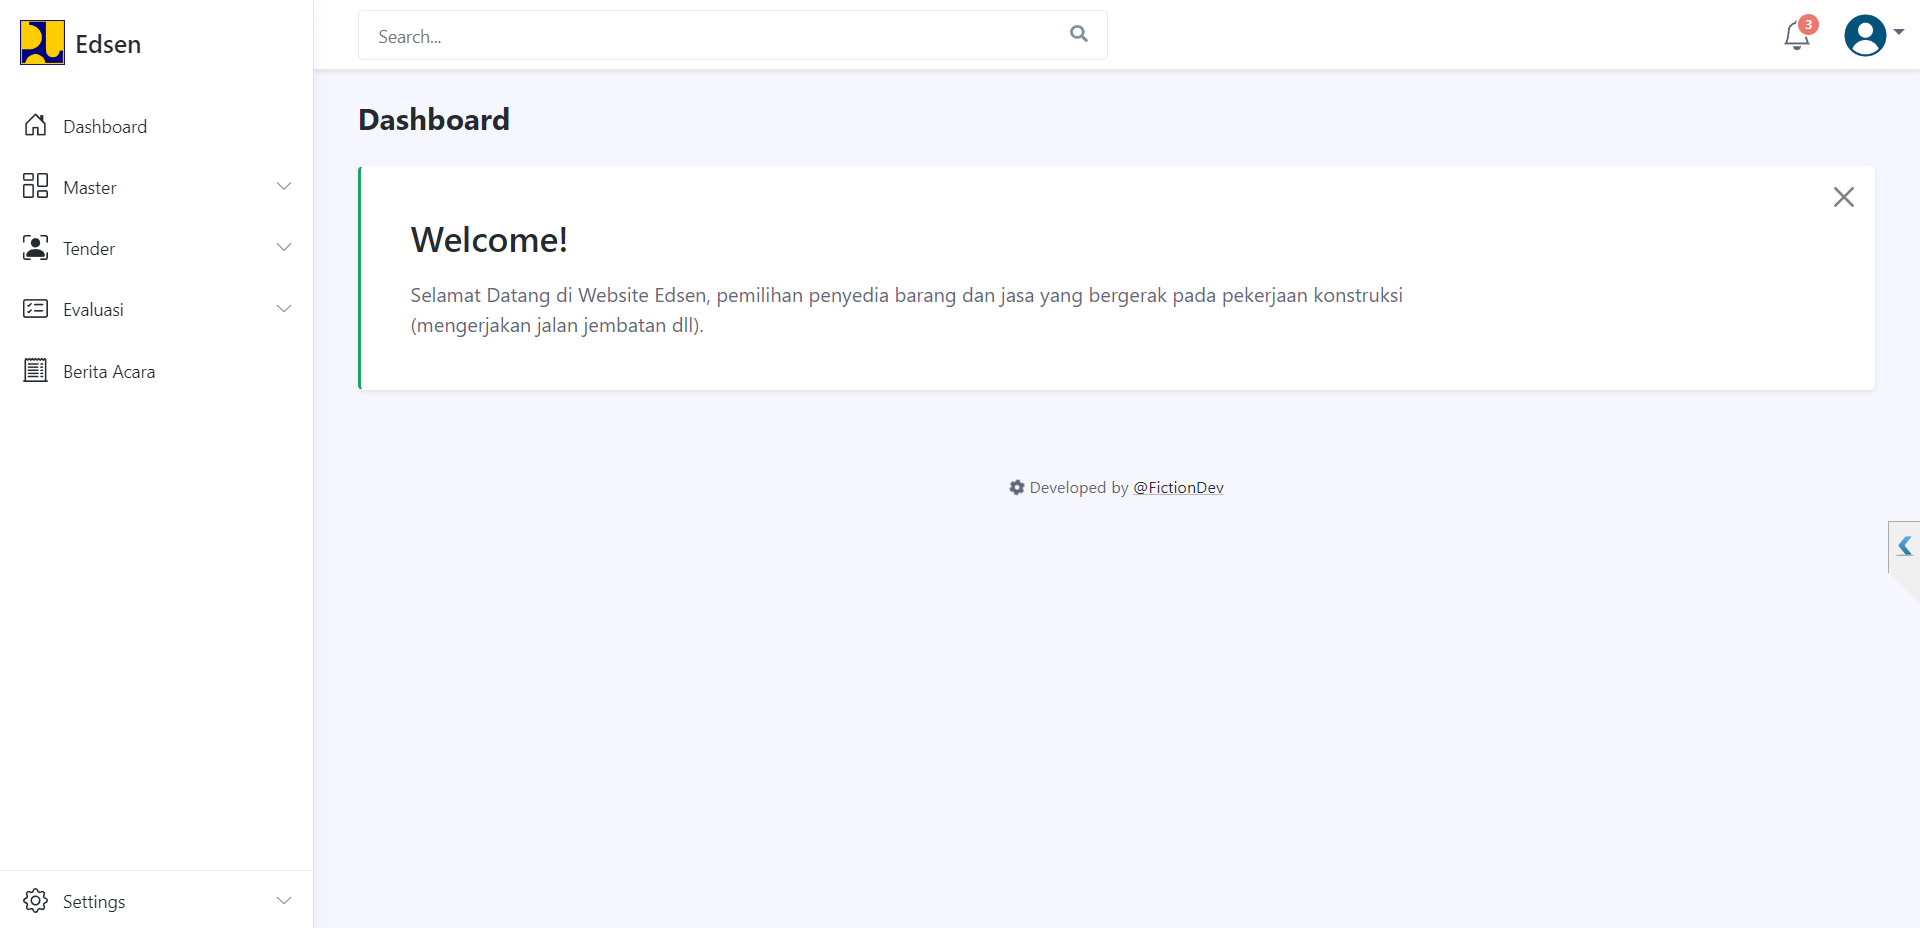 Edsen
Search...
3
Dashboard
Master
Tender
Evaluasi
Berita Acara
Settings
Dashboard
Welcome!
Selamat Datang di Website Edsen, pemilihan penyedia barang dan jasa yang bergerak pada pekerjaan konstruksi
(mengerjakan jalan jembatan dll).
Developed by @FictionDev